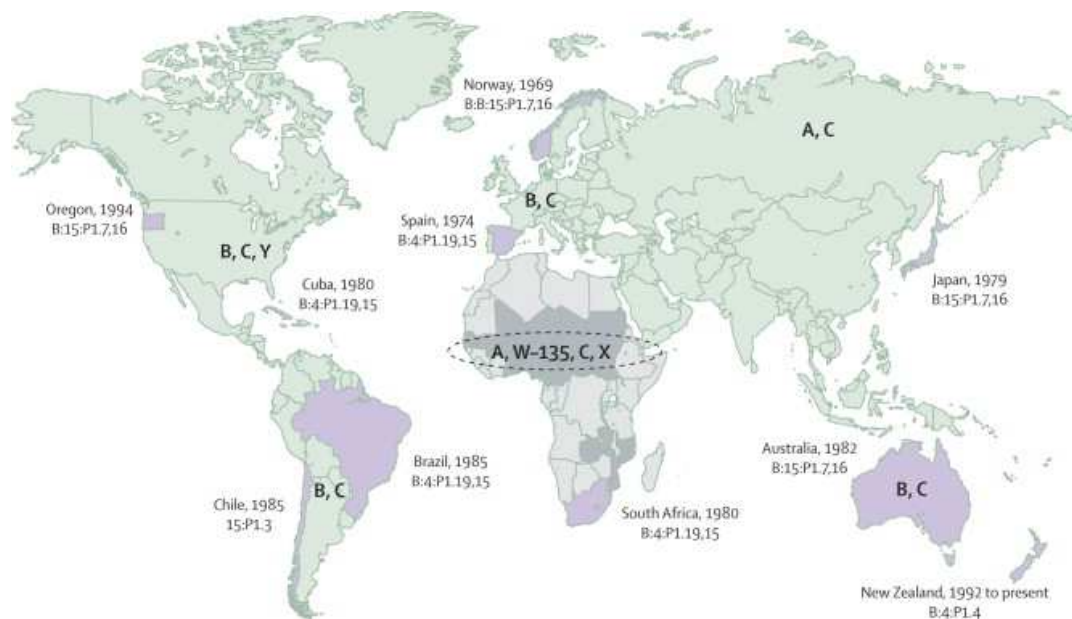 Norway, 1969
B:B:15:P1.7,16
A, C
Oregon, 1994
B:15:P1.7,16
B, C
Spain, 1974
B:4:P1.19,15
B, C, Y
Cuba, 1980
B:4:P1.19,15
Japan, 1979
B:15:P1.7,16
A, W–135, C, X
Brazil, 1985
B:4:P1.19,15
Australia, 1982
B:15:P1.7,16
B, C
Chile, 1985
15:P1.3
B, C
South Africa, 1980
B:4:P1.19,15
New Zealand, 1992 to present
B:4:P1.4